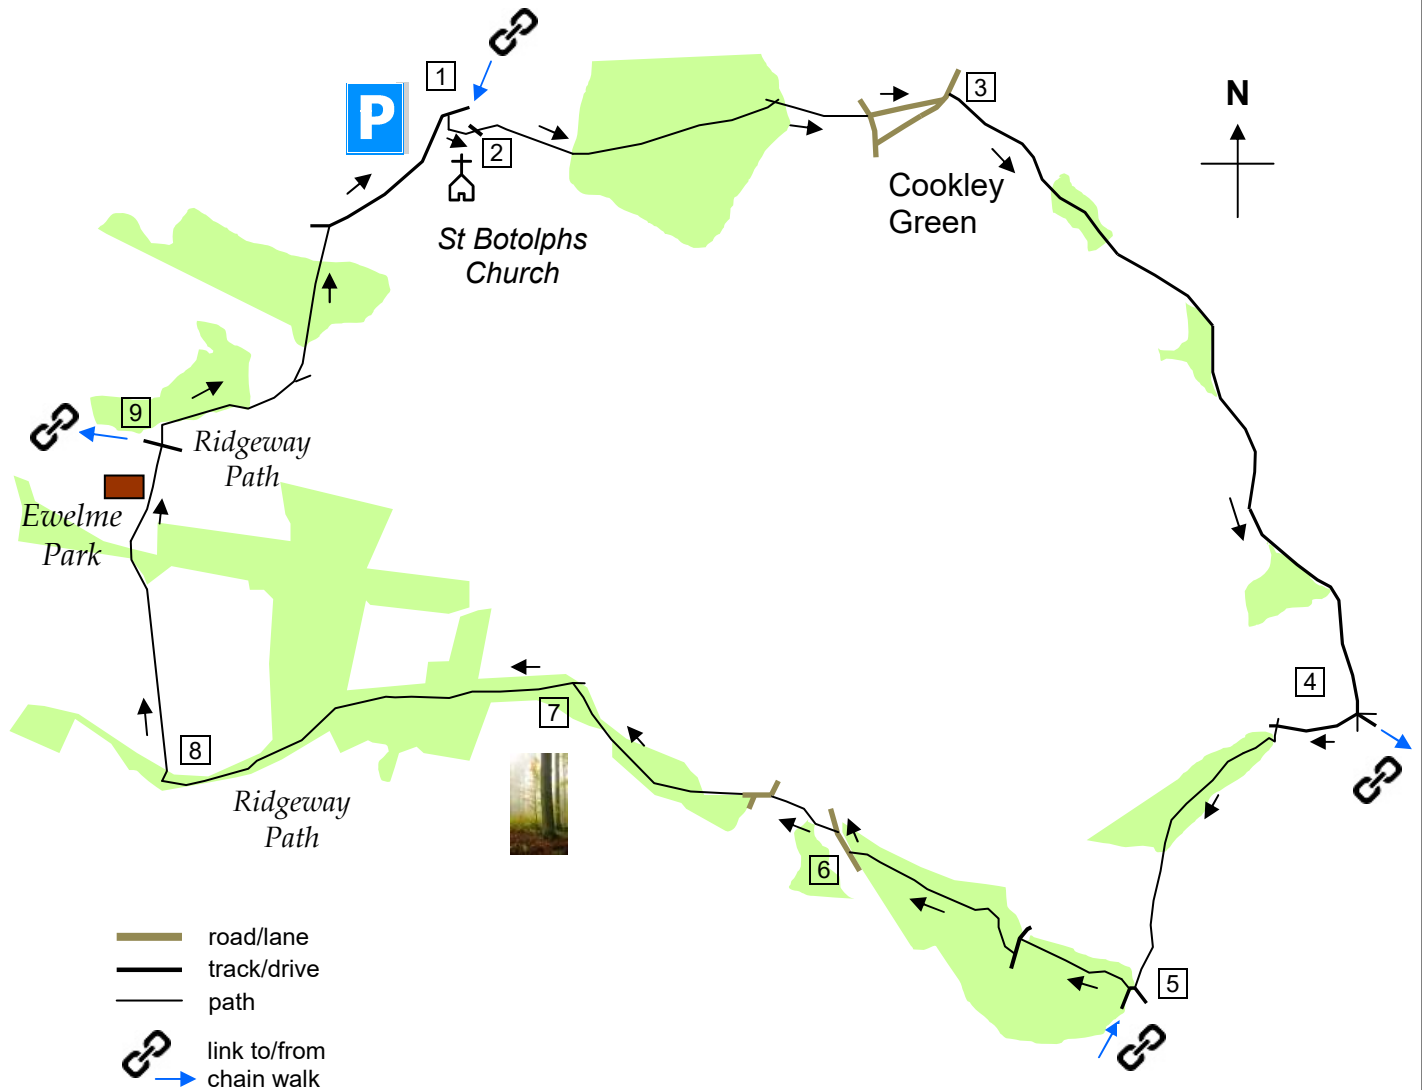 1
P
3
N
2
Cookley
Green
St Botolphs
Church
9
Ridgeway
Path
Ewelme
Park
4
7
8
Ridgeway
Path
6
5
road/lane
track/drive
path
link to/from
chain walk